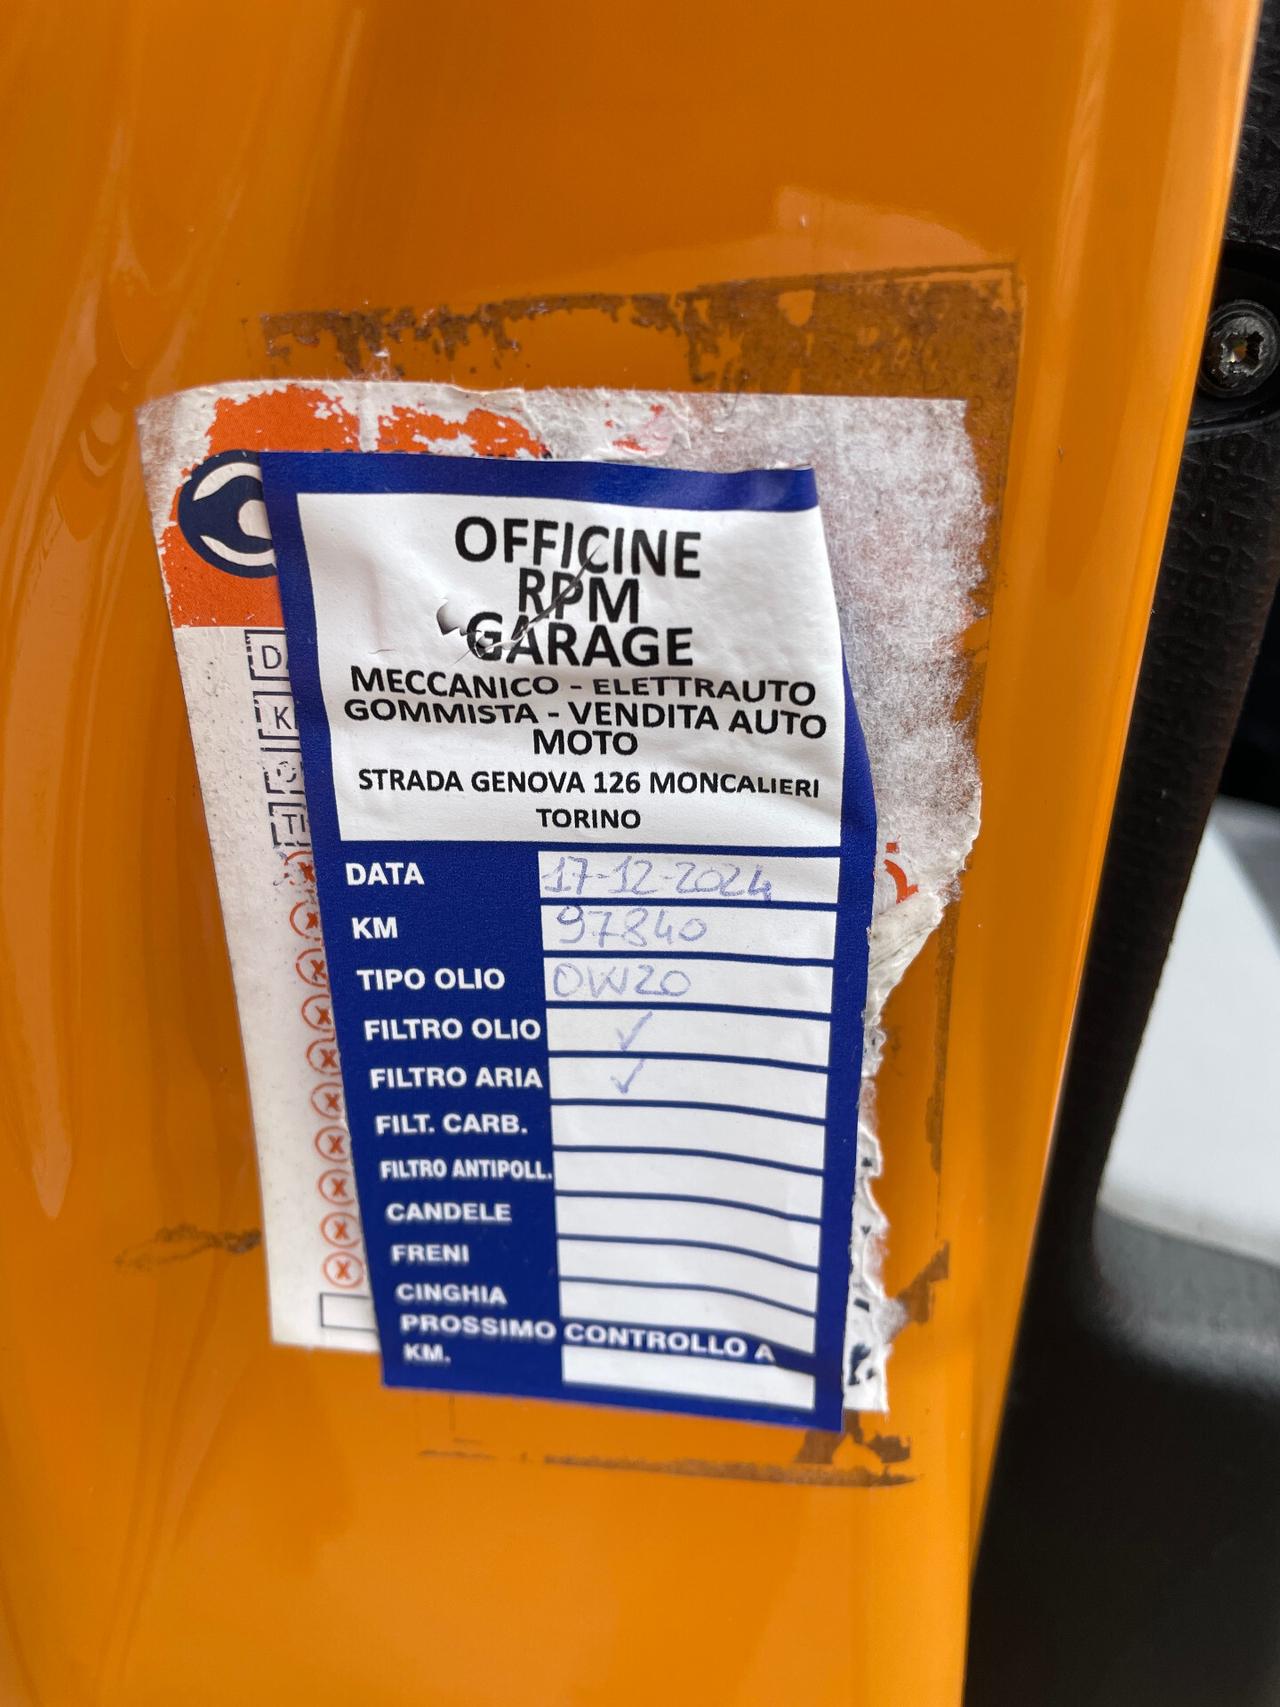 OFFICINE
RPM
GARAGE
MECCANICO - ELETTRAUTO
GOMMISTA - VENDITA AUTO
MOTO
STRADA GENOVA 126 MONCALIERI
TORINO
DATA 17-12-2024
KM 97840
TIPO OLIO 0W20
FILTRO OLIO ✓
FILTRO ARIA ✓
FILT. CARB.
FILTRO ANTIPOLL.
CANDELE
FRENI
CINGHIA
PROSSIMO CONTROLLO A
KM.